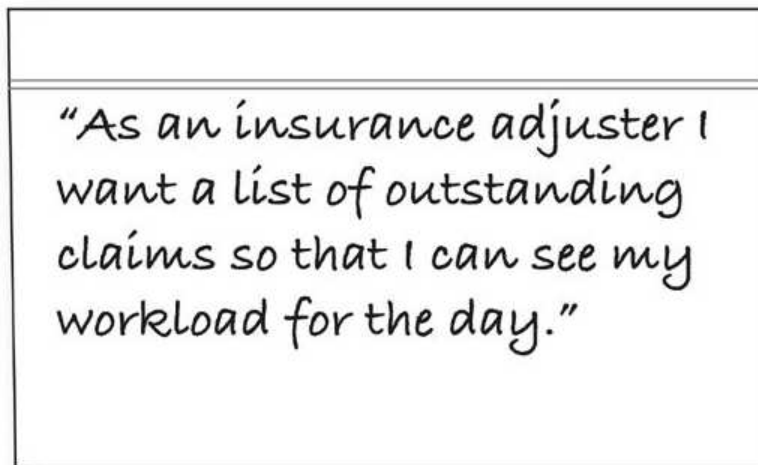 “As an insurance adjuster I
want a list of outstanding
claims so that I can see my
workload for the day.”